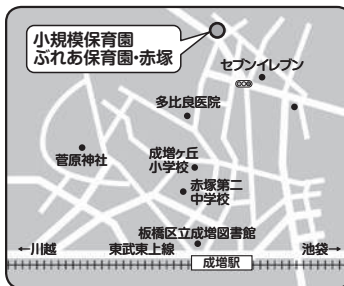 小規模保育園
ぷれあ保育園・赤塚
セブンイレブン
多比良医院
菅原神社
成増ヶ丘
小学校
赤塚第二
中学校
板橋区立成増図書館
←川越
東武東上線
池袋→
成増駅